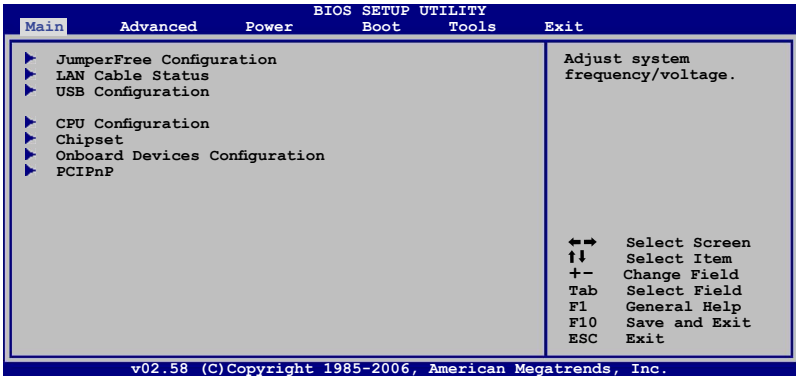 BIOS SETUP UTILITY
Main Advanced Power Boot Tools Exit
JumperFree Configuration
LAN Cable Status
USB Configuration
CPU Configuration
Chipset
Onboard Devices Configuration
PCIPnP
Adjust system
frequency/voltage.
←→ Select Screen
↑↓ Select Item
+- Change Field
Tab Select Field
F1 General Help
F10 Save and Exit
ESC Exit
v02.58 (C)Copyright 1985-2006, American Megatrends, Inc.